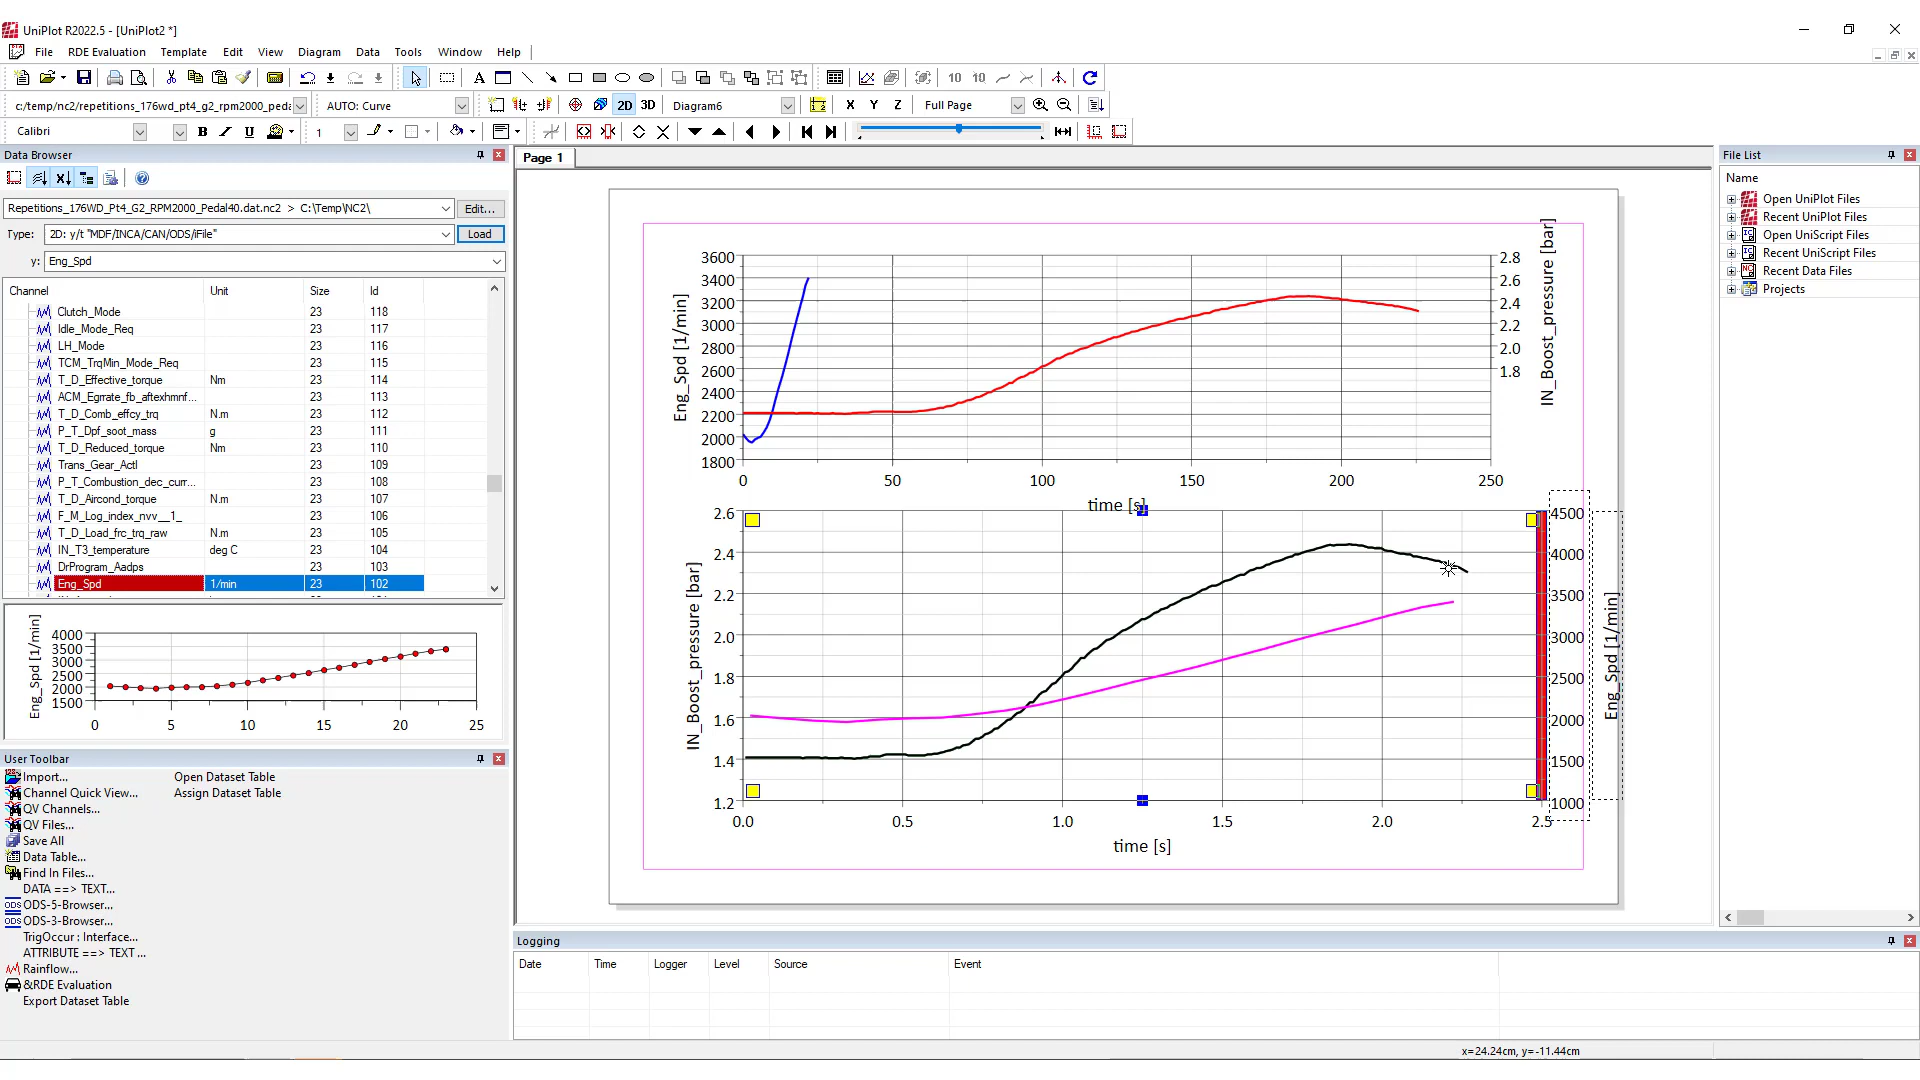 UniPlot R2022.5 - [UniPlot2 *]
File RDE Evaluation Template Edit View Diagram Data Tools Window Help
c:/temp/nc2/repetitions_176wd_pt4_g2_rpm2000_peda AUTO: Curve 2D 3D Diagram6 X Y Z Full Page
Calibri B I U 1
Data Browser
Repetitions_176WD_Pt4_G2_RPM2000_Pedal40.dat.nc2 > C:\Temp\NC2\ Edit...
Type: 2D: y/t "MDF/INCA/CAN/ODS/iFile" Load
y: Eng_Spd
Channel Unit Size Id
Clutch_Mode 23 118
Idle_Mode_Req 23 117
LH_Mode 23 116
TCM_TrqMin_Mode_Req 23 115
T_D_Effective_torque Nm 23 114
ACM_Egrrate_fb_aftexhmnf... 23 113
T_D_Comb_effcy_trq N.m 23 112
P_T_Dpf_soot_mass g 23 111
T_D_Reduced_torque Nm 23 110
Trans_Gear_Actl 23 109
P_T_Combustion_dec_curr... 23 108
T_D_Aircond_torque N.m 23 107
F_M_Log_index_nvv__1_ 23 106
T_D_Load_frc_trq_raw N.m 23 105
IN_T3_temperature deg C 23 104
DrProgram_Aadps 23 103
Eng_Spd 1/min 23 102
Eng_Spd [1/min]
4000
3500
3000
2500
2000
1500
0 5 10 15 20 25
User Toolbar
Import... Open Dataset Table
Channel Quick View... Assign Dataset Table
QV Channels...
QV Files...
Save All
Data Table...
Find In Files...
DATA ==> TEXT...
ODS-5-Browser...
ODS-3-Browser...
TrigOccur : Interface...
ATTRIBUTE ==> TEXT ...
Rainflow...
&RDE Evaluation
Export Dataset Table
Page 1
Eng_Spd [1/min]
3600
3400
3200
3000
2800
2600
2400
2200
2000
1800
2.8
2.6
2.4
2.2
2.0
1.8
IN_Boost_pressure [bar]
0 50 100 150 200 250
time [s]
IN_Boost_pressure [bar]
2.6
2.4
2.2
2.0
1.8
1.6
1.4
1.2
4500
4000
3500
3000
2500
2000
1500
1000
Eng_Spd [1/min]
0.0 0.5 1.0 1.5 2.0 2.5
time [s]
Logging
Date Time Logger Level Source Event
File List
Name
Open UniPlot Files
Recent UniPlot Files
Open UniScript Files
Recent UniScript Files
Recent Data Files
Projects
x=24.24cm, y=-11.44cm